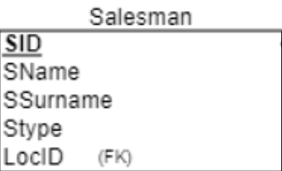 Salesman
SID
SName
SSurname
Stype
LocID (FK)